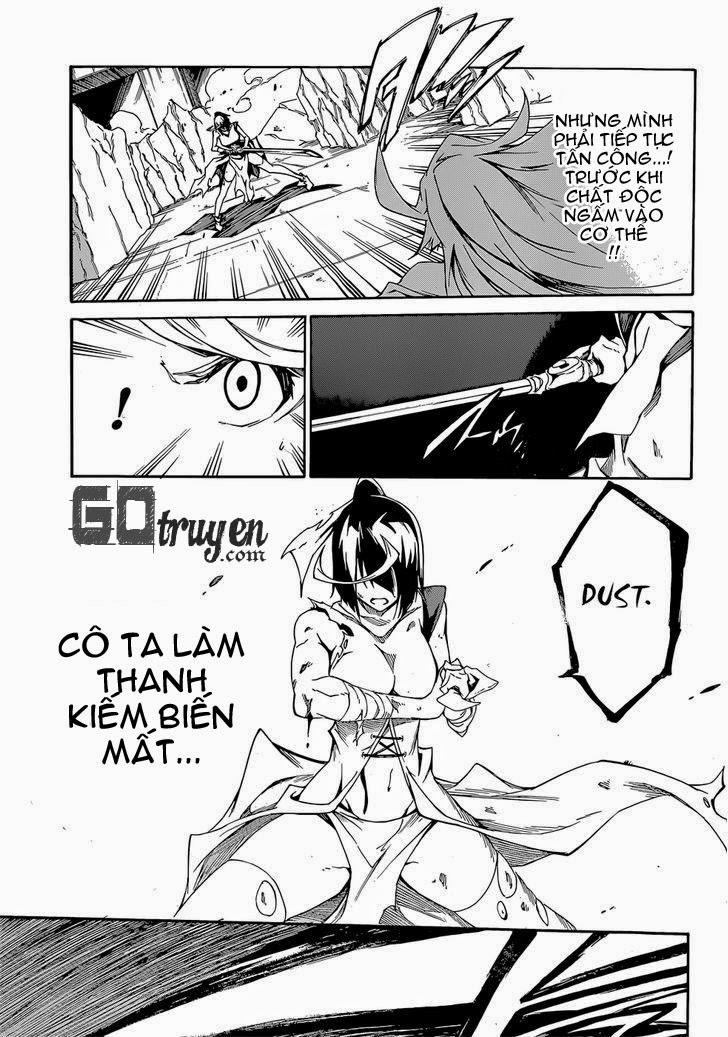 NHƯNG MÌNH
PHẢI TIẾP TỤC
TẤN CÔNG...!
TRƯỚC KHI
CHẤT ĐỘC
NGẤM VÀO
CƠ THỂ
!!
!
GOtruyen
.com
DUST.
CÔ TA LÀM
THANH
KIẾM BIẾN
MẤT...